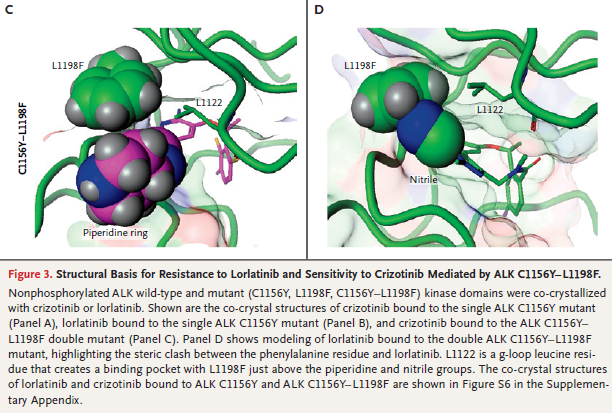 C
D
L1198F
L1198F
L1122
L1122
C1156Y–L1198F
Nitrile
Piperidine ring
Figure 3. Structural Basis for Resistance to Lorlatinib and Sensitivity to Crizotinib Mediated by ALK C1156Y–L1198F.
Nonphosphorylated ALK wild-type and mutant (C1156Y, L1198F, C1156Y–L1198F) kinase domains were co-crystallized
with crizotinib or lorlatinib. Shown are the co-crystal structures of crizotinib bound to the single ALK C1156Y mutant
(Panel A), lorlatinib bound to the single ALK C1156Y mutant (Panel B), and crizotinib bound to the ALK C1156Y–
L1198F double mutant (Panel C). Panel D shows modeling of lorlatinib bound to the double ALK C1156Y–L1198F
mutant, highlighting the steric clash between the phenylalanine residue and lorlatinib. L1122 is a g-loop leucine resi-
due that creates a binding pocket with L1198F just above the piperidine and nitrile groups. The co-crystal structures
of lorlatinib and crizotinib bound to ALK C1156Y and ALK C1156Y–L1198F are shown in Figure S6 in the Supplemen-
tary Appendix.